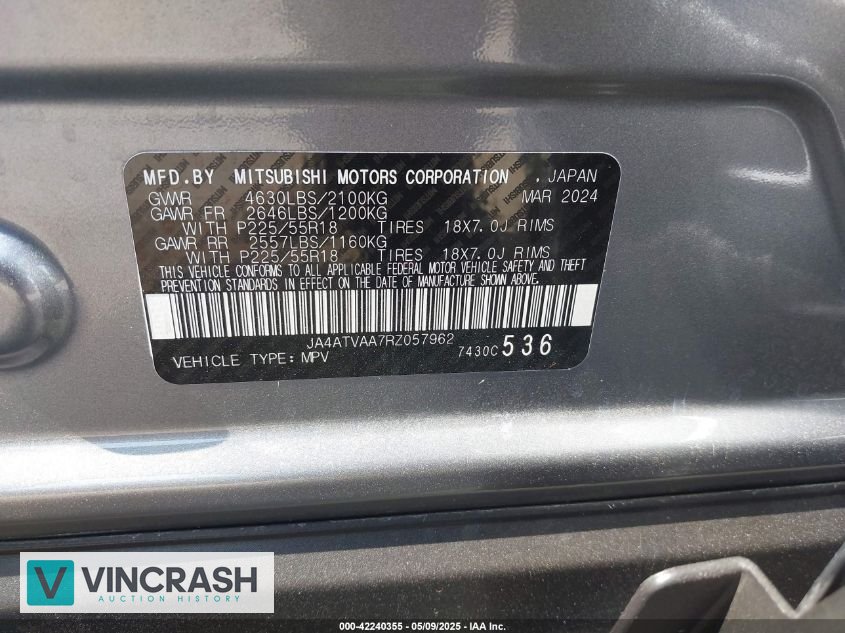 MFD.BY MITSUBISHI MOTORS CORPORATION , JAPAN
GVWR 4630LBS/2100KG MAR 2024
GAWR FR 2646LBS/1200KG
WITH P225/55R18 TIRES 18X7.0J RIMS
GAWR RR 2557LBS/1160KG
WITH P225/55R18 TIRES 18X7.0J RIMS
THIS VEHICLE CONFORMS TO ALL APPLICABLE FEDERAL MOTOR VEHICLE SAFETY AND THEFT
PREVENTION STANDARDS IN EFFECT ON THE DATE OF MANUFACTURE SHOWN ABOVE.
JA4ATVAA7RZ057962
VEHICLE TYPE: MPV 7430C 536
V VINCRASH
AUCTION HISTORY
000-42240355 — 05/09/2025 — IAA Inc.